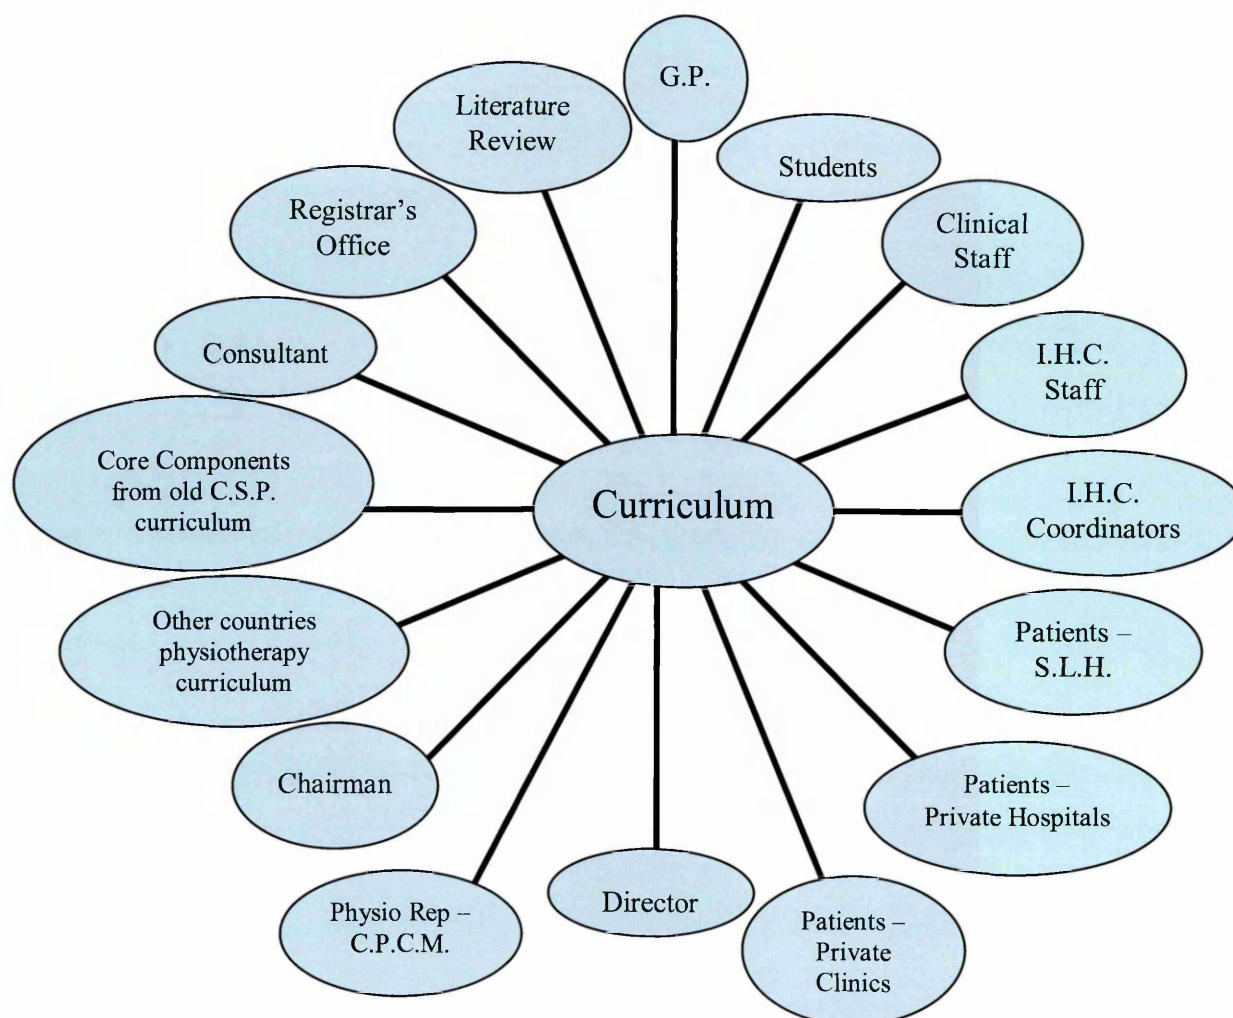 G.P.
Literature
Review
Students
Registrar's
Office
Clinical
Staff
Consultant
I.H.C.
Staff
Core Components
from old C.S.P.
curriculum
Curriculum
I.H.C.
Coordinators
Other countries
physiotherapy
curriculum
Patients –
S.L.H.
Chairman
Patients –
Private Hospitals
Physio Rep –
C.P.C.M.
Director
Patients –
Private
Clinics